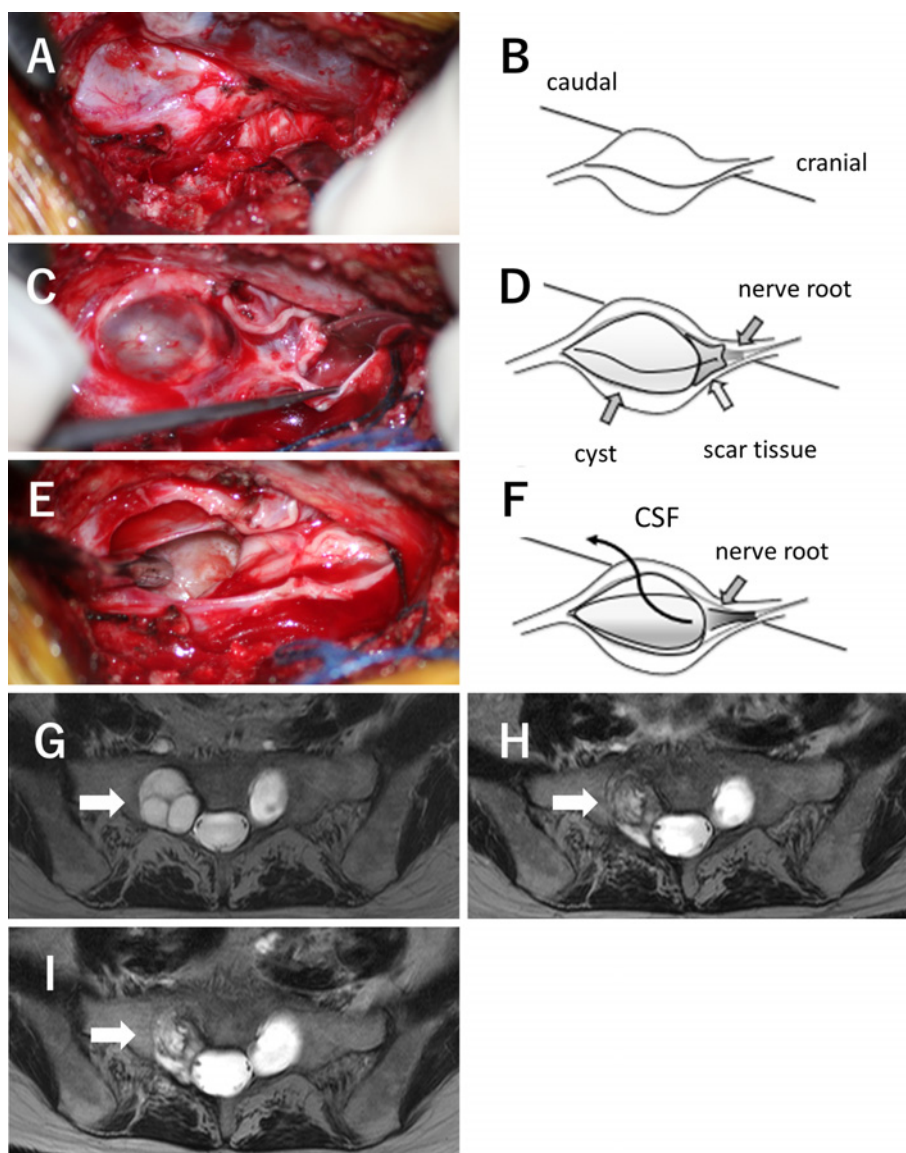 A
B
caudal
cranial
C
D
nerve root
cyst
scar tissue
E
F
CSF
nerve root
G
H
I